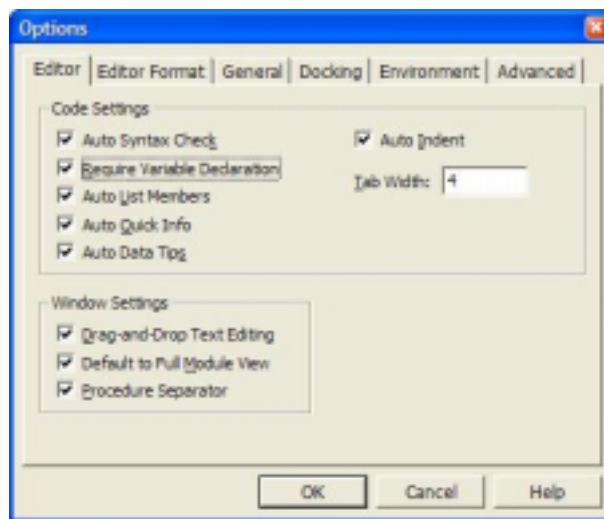 Options
Editor Editor Format General Docking Environment Advanced
Code Settings
Auto Syntax Check
Auto Indent
Require Variable Declaration
Tab Width: 4
Auto List Members
Auto Quick Info
Auto Data Tips
Window Settings
Drag-and-Drop Text Editing
Default to Full Module View
Procedure Separator
OK Cancel Help